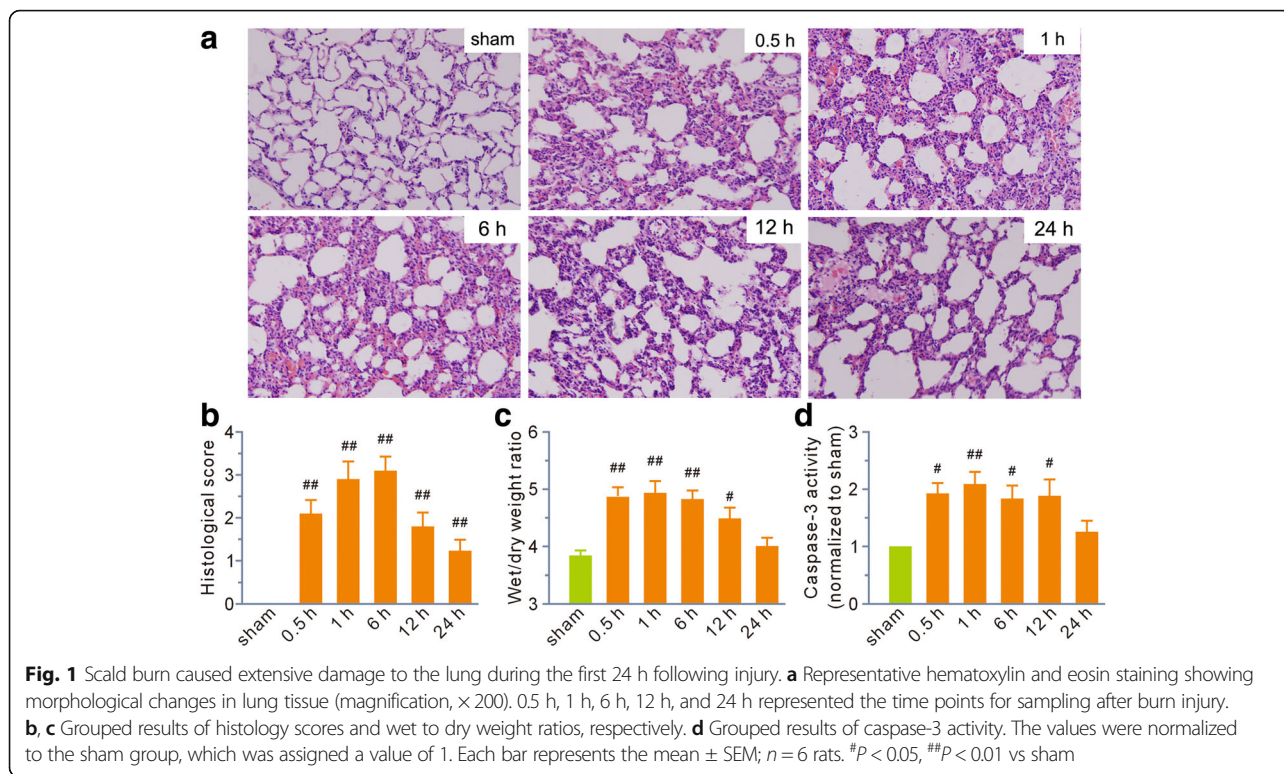 a
sham
0.5 h
1 h
6 h
12 h
24 h
b
Histological score
4
3
2
1
0
##
##
##
##
##
sham
0.5 h
1 h
6 h
12 h
24 h
c
Wet/dry weight ratio
6
5
4
3
##
##
##
#
sham
0.5 h
1 h
6 h
12 h
24 h
d
Caspase-3 activity
(normalized to sham)
3
2
1
0
#
##
#
#
sham
0.5 h
1 h
6 h
12 h
24 h
Fig. 1 Scald burn caused extensive damage to the lung during the first 24 h following injury. a Representative hematoxylin and eosin staining showing
morphological changes in lung tissue (magnification, × 200). 0.5 h, 1 h, 6 h, 12 h, and 24 h represented the time points for sampling after burn injury.
b, c Grouped results of histology scores and wet to dry weight ratios, respectively. d Grouped results of caspase-3 activity. The values were normalized
to the sham group, which was assigned a value of 1. Each bar represents the mean ± SEM; n = 6 rats. #P < 0.05, ##P < 0.01 vs sham